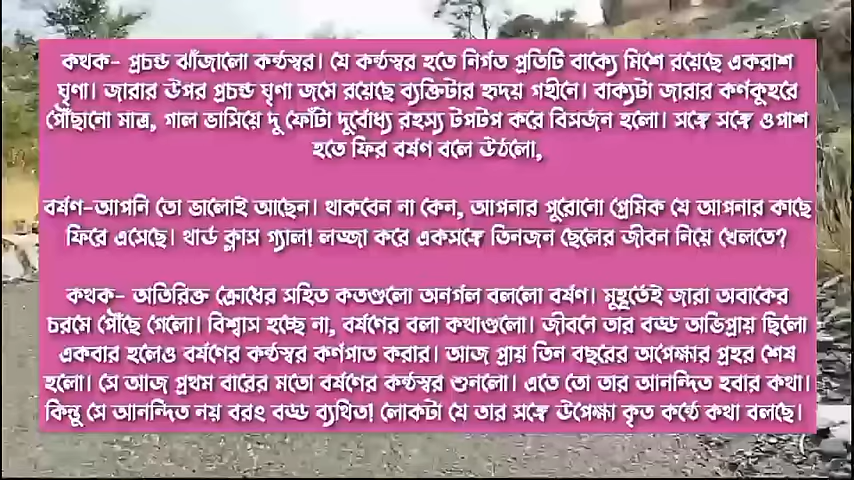 কথক- প্রচন্ড ঝাঁজালো কন্ঠস্বর। যে কন্ঠস্বর হতে নির্গত প্রতিটি বাক্যে মিশে রয়েছে একরাশ
ঘৃণা। জারার উপর প্রচন্ড ঘৃণা জমে রয়েছে ব্যক্তিটার হৃদয় গহীনে। বাক্যটা জারার কর্ণকুহরে
পৌঁছানো মাত্র, গাল ভাসিয়ে দু ফোঁটা দুর্বোধ্য রহস্য টপটপ করে বিসর্জন হলো। সঙ্গে সঙ্গে ওপাশ
হতে ফির বর্ষণ বলে উঠলো,
বর্ষণ-আপনি তো ভালোই আছেন। থাকবেন না কেন, আপনার পুরোনো প্রেমিক যে আপনার কাছে
ফিরে এসেছে। থার্ড ক্লাস গ্যাল! লজ্জা করে একসঙ্গে তিনজন ছেলের জীবন নিয়ে খেলতে?
কথক- অতিরিক্ত ক্রোধের সহিত কতগুলো অনর্গল বললো বর্ষণ। মুহূর্তেই জারা অবাকের
চরমে পৌঁছে গেলো। বিশ্বাস হচ্ছে না, বর্ষণের বলা কথাগুলো। জীবনে তার বড্ড অভিপ্রায় ছিলো
একবার হলেও বর্ষণের কন্ঠস্বর কর্ণপাত করার। আজ প্রায় তিন বছরের অপেক্ষার প্রহর শেষ
হলো। সে আজ প্রথম বারের মতো বর্ষণের কন্ঠস্বর শুনলো। এতে তো তার আনন্দিত হবার কথা।
কিন্তু সে আনন্দিত নয় বরং বড্ড ব্যথিত! লোকটা যে তার সঙ্গে উপেক্ষা কৃত কন্ঠে কথা বলছে।